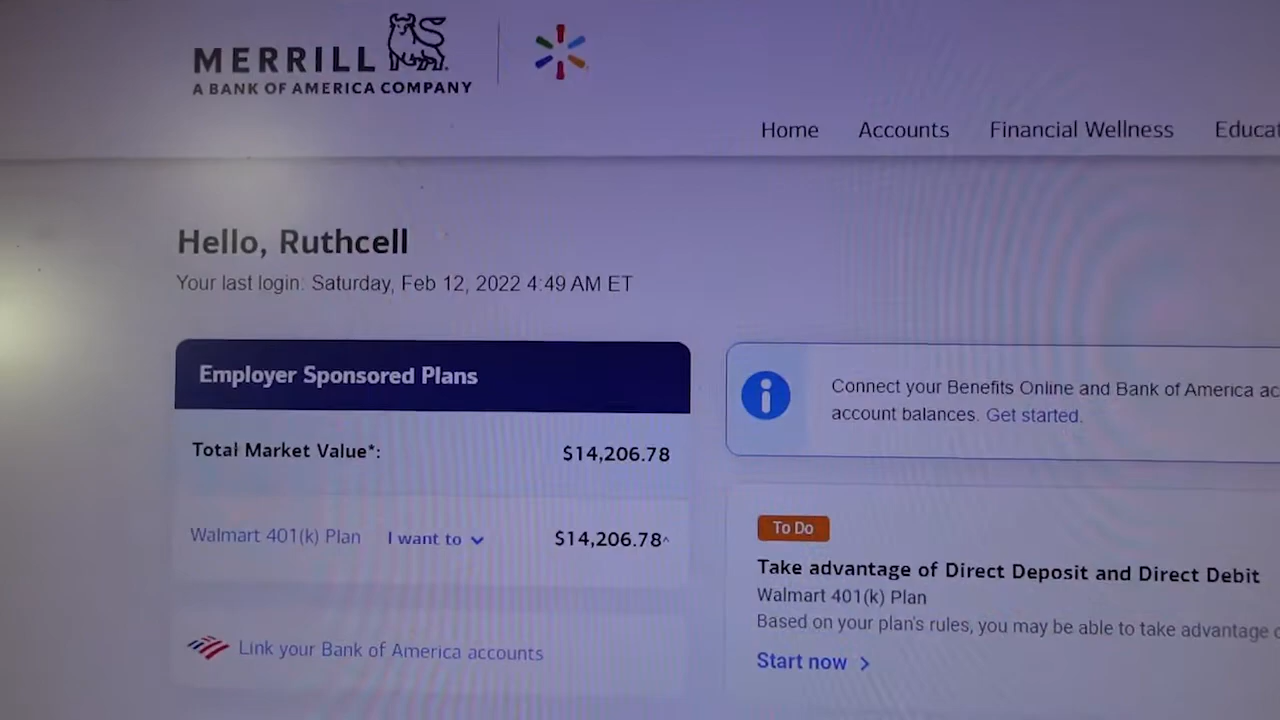 MERRILL
A BANK OF AMERICA COMPANY
Home Accounts Financial Wellness Educat
Hello, Ruthcell
Your last login: Saturday, Feb 12, 2022 4:49 AM ET
Employer Sponsored Plans
Total Market Value*: $14,206.78
Walmart 401(k) Plan I want to $14,206.78^
Link your Bank of America accounts
Connect your Benefits Online and Bank of America ac
account balances. Get started.
To Do
Take advantage of Direct Deposit and Direct Debit
Walmart 401(k) Plan
Based on your plan's rules, you may be able to take advantage o
Start now >